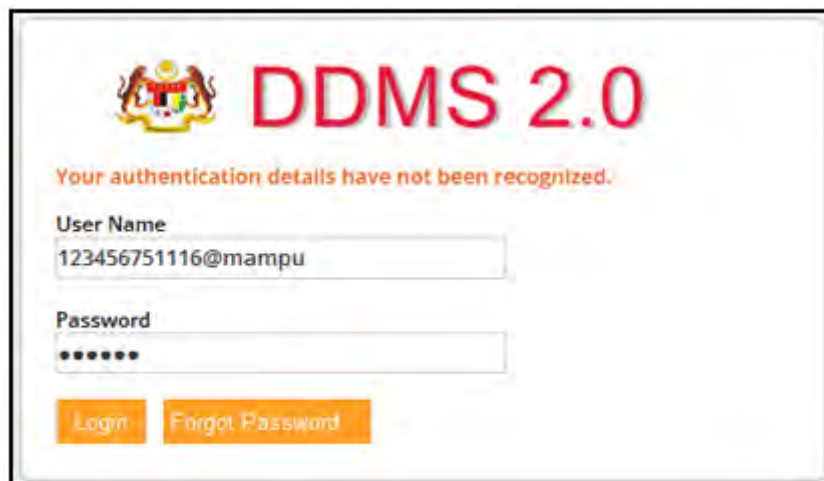 DDMS 2.0
Your authentication details have not been recognized.
User Name
123456751116@mampu
Password
••••••
Login Forgot Password